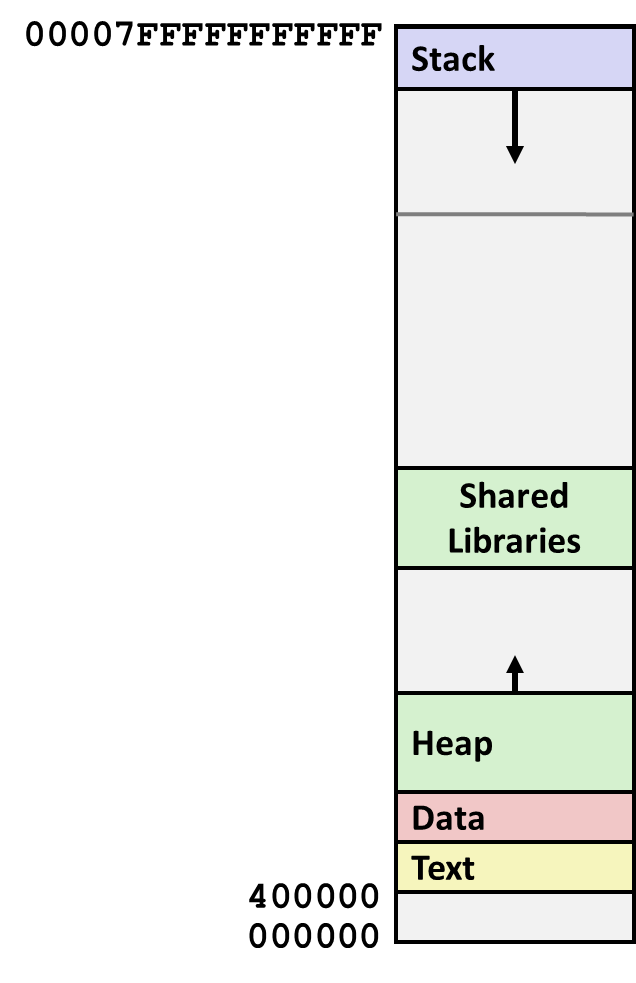 00007FFFFFFFFFFF
Stack
Shared
Libraries
Heap
Data
Text
400000
000000